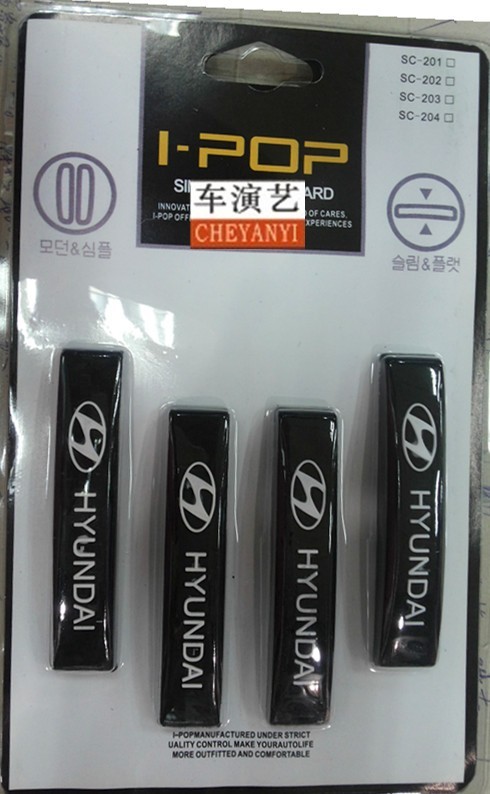 SC-201
SC-202
SC-203
SC-204
I-POP
ARD
车演艺
CHEYANYI
INNOVAT
D OF CARES,
I-POP OFF
EXPERIENCES
모던&심플
슬림&플랫
HYUNDAI
HYUNDAI
HYUNDAI
HYUNDAI
I-POPMANUFACTURED UNDER STRICT
UALITY CONTROL MAKE YOURAUTOLIFE
MORE OUTFITTED AND COMFORTABLE